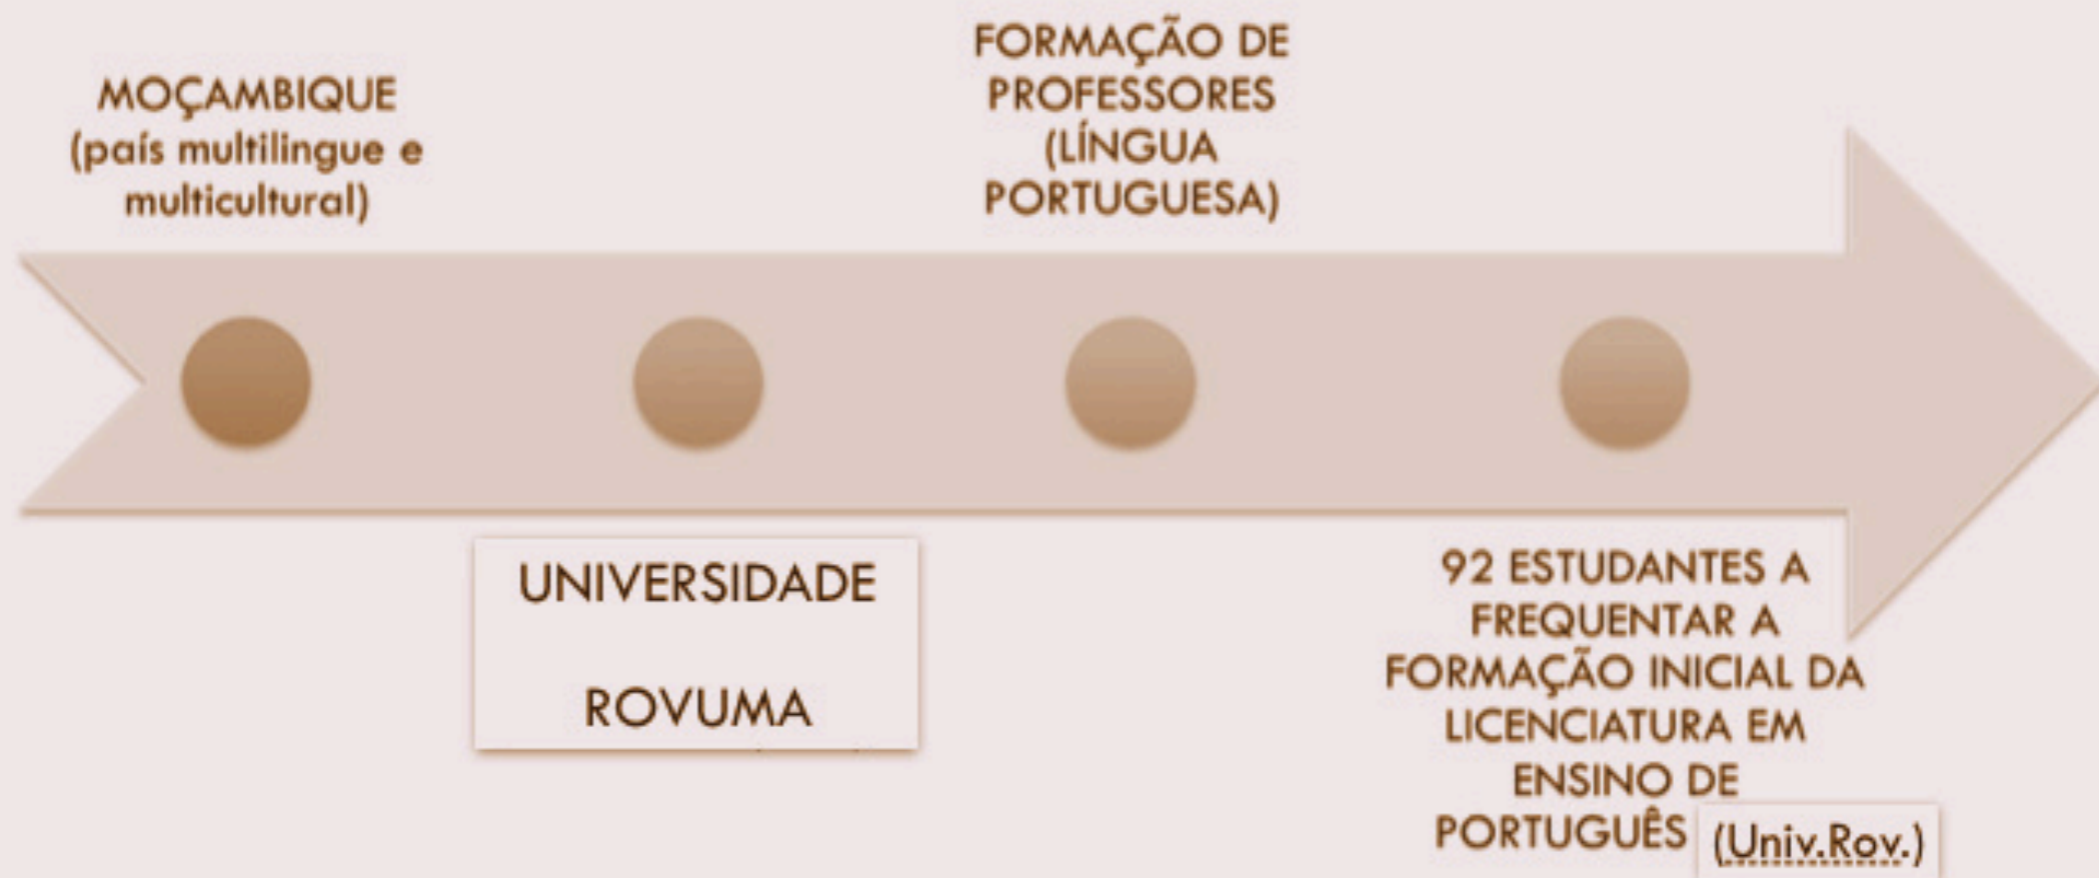 MOÇAMBIQUE
(país multilingue e
multicultural)
UNIVERSIDADE
ROVUMA
FORMAÇÃO DE
PROFESSORES
(LÍNGUA
PORTUGUESA)
92 ESTUDANTES A
FREQUENTAR A
FORMAÇÃO INICIAL DA
LICENCIATURA EM
ENSINO DE
PORTUGUÊS (Univ.Rov.)